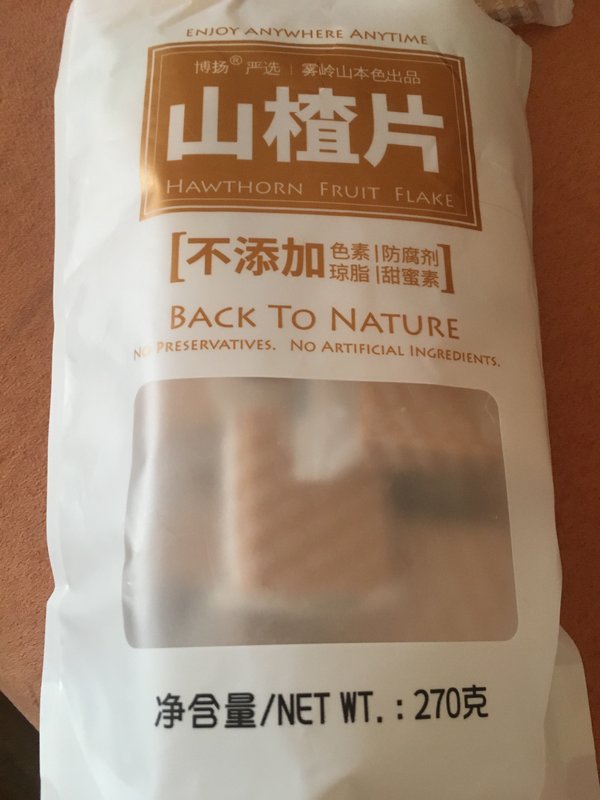 ENJOY ANYWHERE ANYTIME
博扬® 严选 | 雾岭山本色出品
山楂片
HAWTHORN FRUIT FLAKE
[不添加 色素|防腐剂
琼脂|甜蜜素]
BACK TO NATURE
NO PRESERVATIVES. NO ARTIFICIAL INGREDIENTS.
净含量/NET WT.:270克